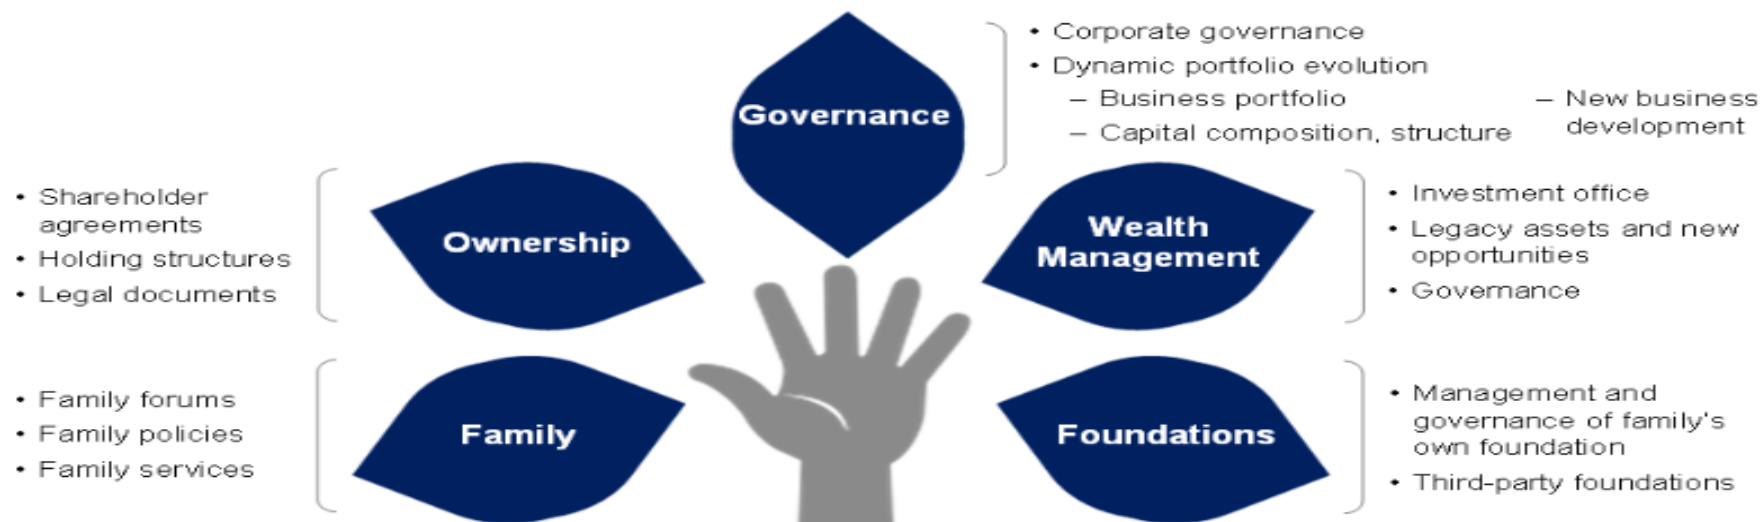 Governance
• Corporate governance
• Dynamic portfolio evolution
– Business portfolio
– Capital composition, structure
– New business
development
Ownership
• Shareholder
agreements
• Holding structures
• Legal documents
Wealth
Management
• Investment office
• Legacy assets and new
opportunities
• Governance
Family
• Family forums
• Family policies
• Family services
Foundations
• Management and
governance of family's
own foundation
• Third-party foundations